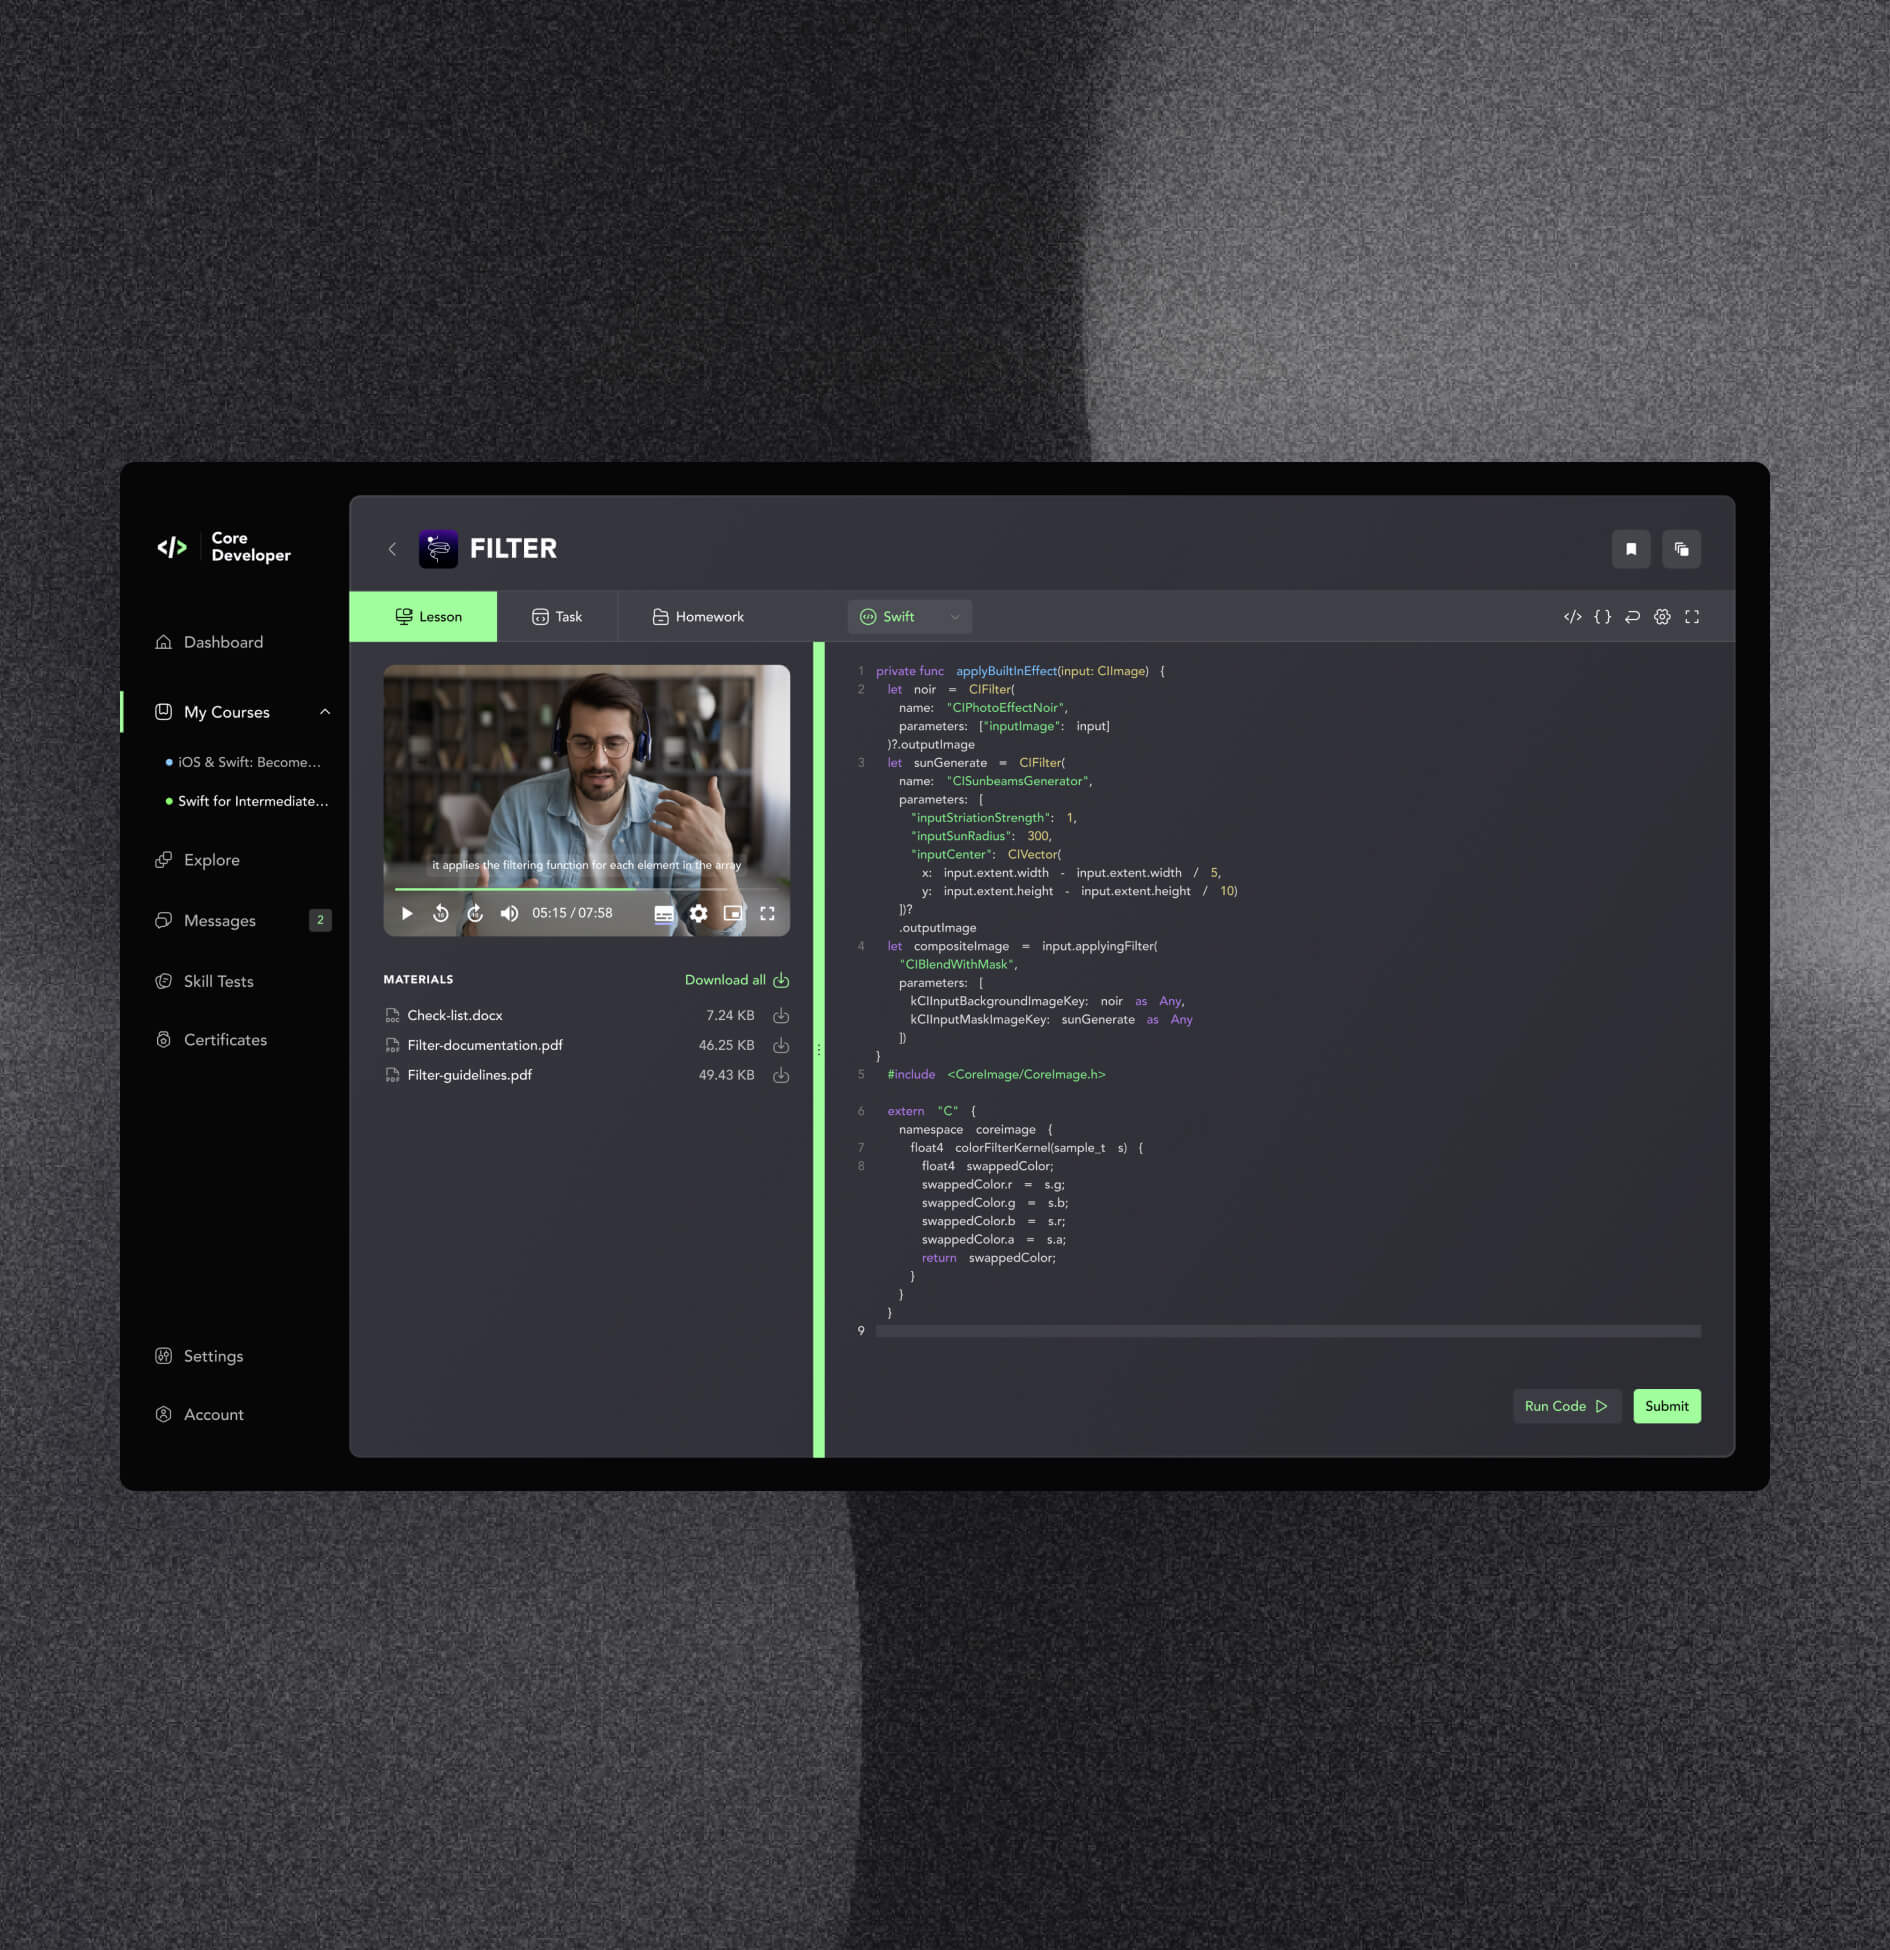 Core
Developer
Dashboard
My Courses
iOS & Swift: Become...
Swift for Intermediate...
Explore
Messages
2
Skill Tests
Certificates
Settings
Account
FILTER
Lesson
Task
Homework
Swift
it applies the filtering function for each element in the array
05:15 / 07:58
MATERIALS
Download all
Check-list.docx 7.24 KB
Filter-documentation.pdf 46.25 KB
Filter-guidelines.pdf 49.43 KB
1 private func applyBuiltInEffect(input: CIImage) {
2 let noir = CIFilter(
name: "CIPhotoEffectNoir",
parameters: ["inputImage": input]
)?.outputImage
3 let sunGenerate = CIFilter(
name: "CISunbeamsGenerator",
parameters: [
"inputStriationStrength": 1,
"inputSunRadius": 300,
"inputCenter": CIVector(
x: input.extent.width - input.extent.width / 5,
y: input.extent.height - input.extent.height / 10)
])?
.outputImage
4 let compositeImage = input.applyingFilter(
"CIBlendWithMask",
parameters: [
kCIInputBackgroundImageKey: noir as Any,
kCIInputMaskImageKey: sunGenerate as Any
])
}
5 #include <CoreImage/CoreImage.h>
6 extern "C" {
namespace coreimage {
7 float4 colorFilterKernel(sample_t s) {
8 float4 swappedColor;
swappedColor.r = s.g;
swappedColor.g = s.b;
swappedColor.b = s.r;
swappedColor.a = s.a;
return swappedColor;
}
}
}
9
Run Code
Submit